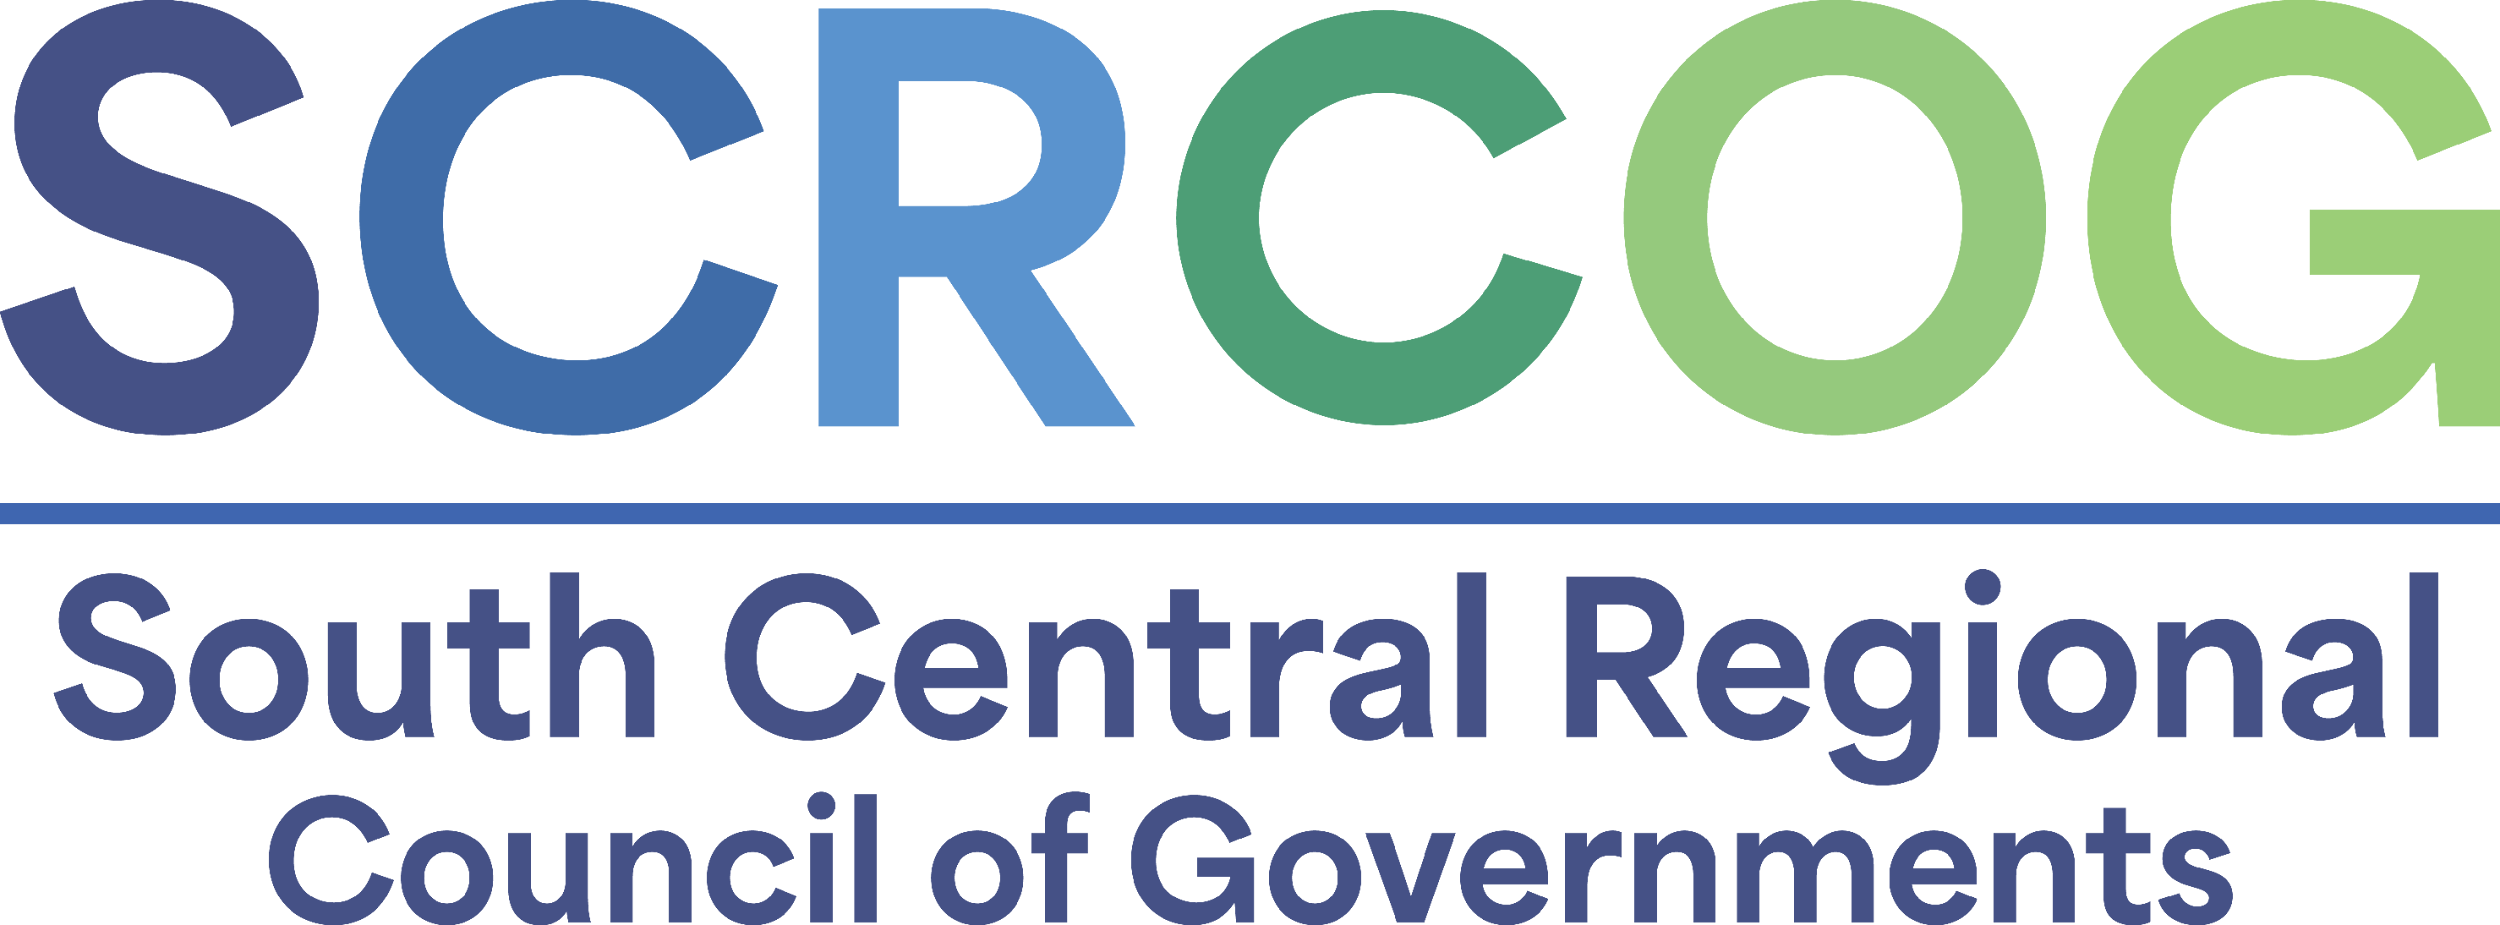 SCRCOG
South Central Regional
Council of Governments